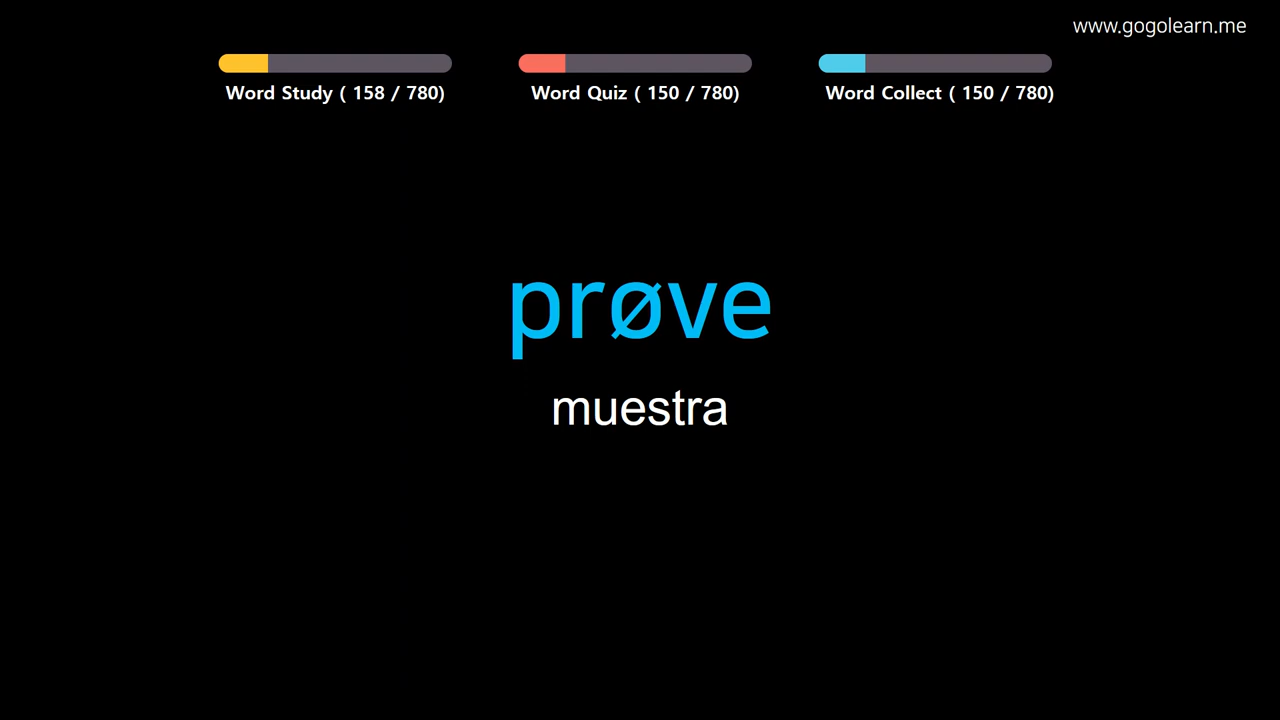 www.gogolearn.me
Word Study ( 158 / 780)
Word Quiz ( 150 / 780)
Word Collect ( 150 / 780)
prøve
muestra